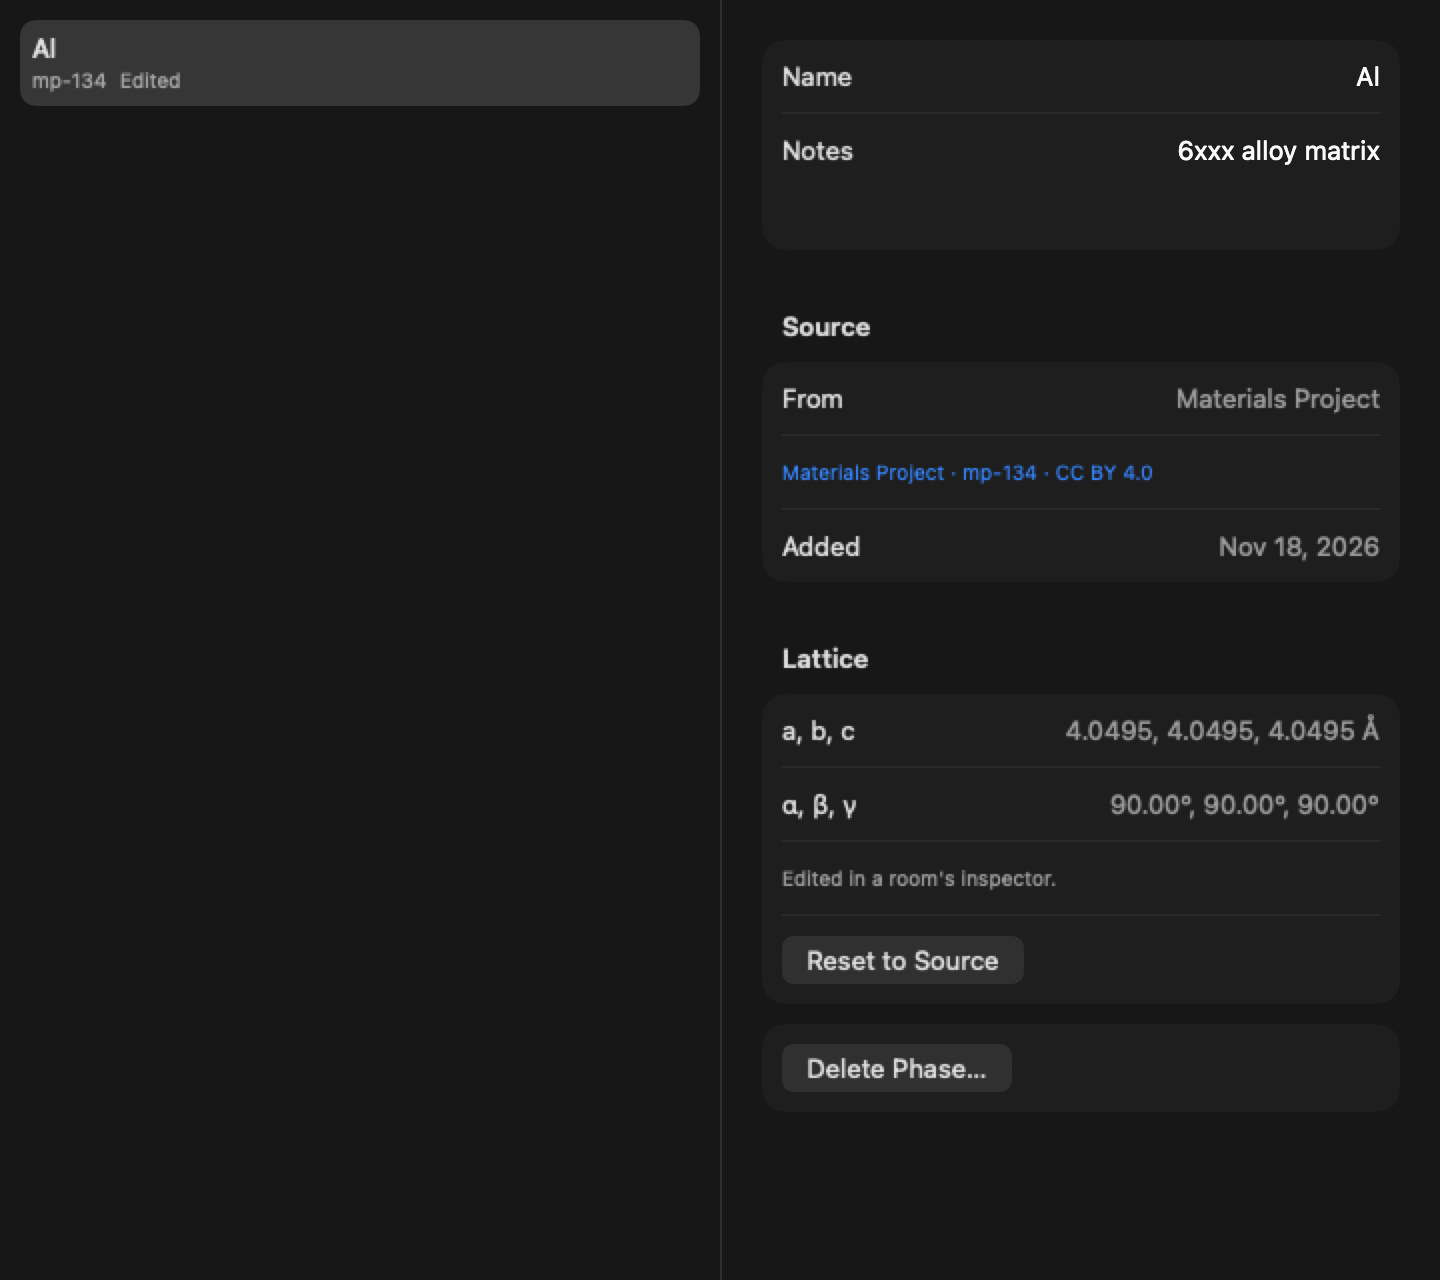 Al
mp-134 Edited
Name Al
Notes 6xxx alloy matrix
Source
From Materials Project
Materials Project · mp-134 · CC BY 4.0
Added Nov 18, 2026
Lattice
a, b, c 4.0495, 4.0495, 4.0495 Å
α, β, γ 90.00°, 90.00°, 90.00°
Edited in a room's inspector.
Reset to Source
Delete Phase...